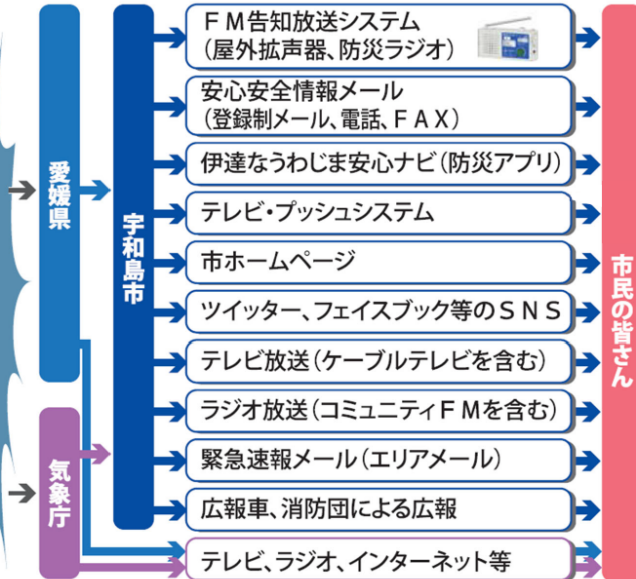 愛媛県
気象庁
宇和島市
ＦＭ告知放送システム
（屋外拡声器、防災ラジオ）
安心安全情報メール
（登録制メール、電話、ＦＡＸ）
伊達なうわじま安心ナビ（防災アプリ）
テレビ・プッシュシステム
市ホームページ
ツイッター、フェイスブック等のＳＮＳ
テレビ放送（ケーブルテレビを含む）
ラジオ放送（コミュニティＦＭを含む）
緊急速報メール（エリアメール）
広報車、消防団による広報
テレビ、ラジオ、インターネット等
市民の皆さん